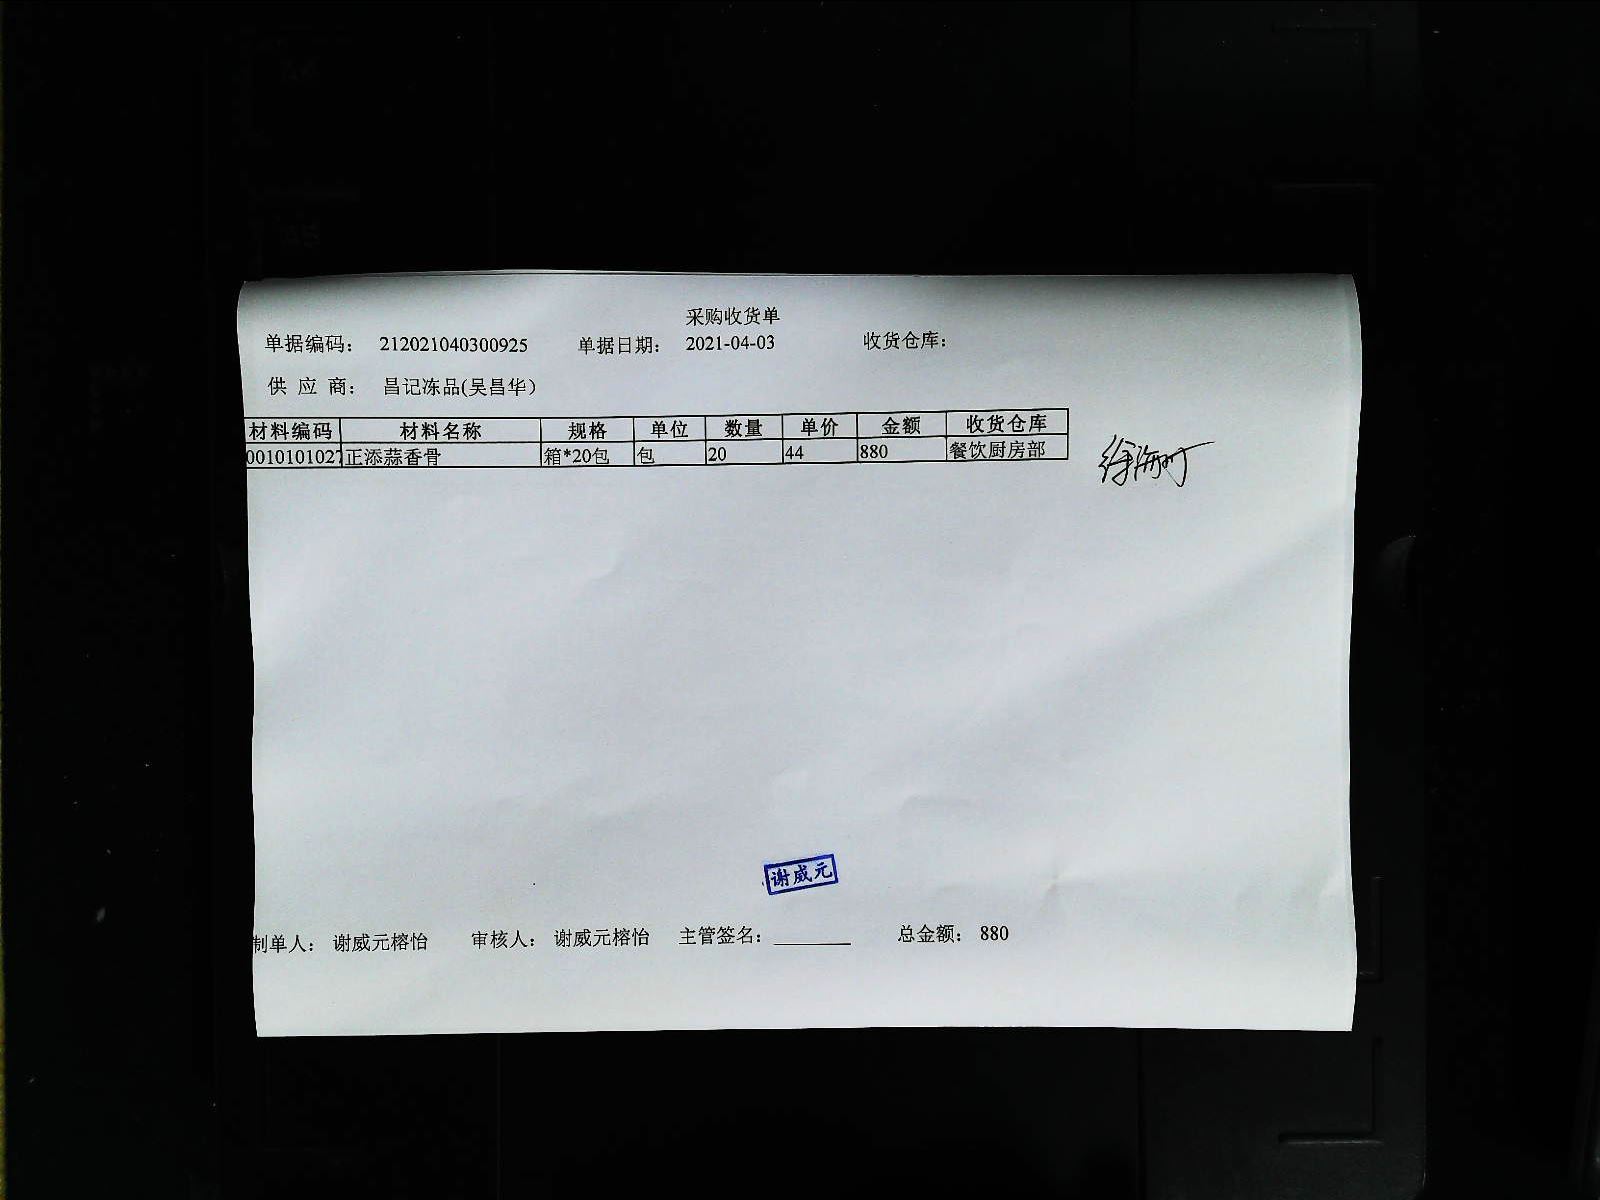 采购收货单
单据编码： 212021040300925 单据日期： 2021-04-03 收货仓库：
供 应 商： 昌记冻品(吴昌华）
材料编码 材料名称 规格 单位 数量 单价 金额 收货仓库
0010101027 正添蒜香骨 箱*20包 包 20 44 880 餐饮厨房部
谢威元
制单人： 谢威元榕怡 审核人： 谢威元榕怡 主管签名：________ 总金额： 880